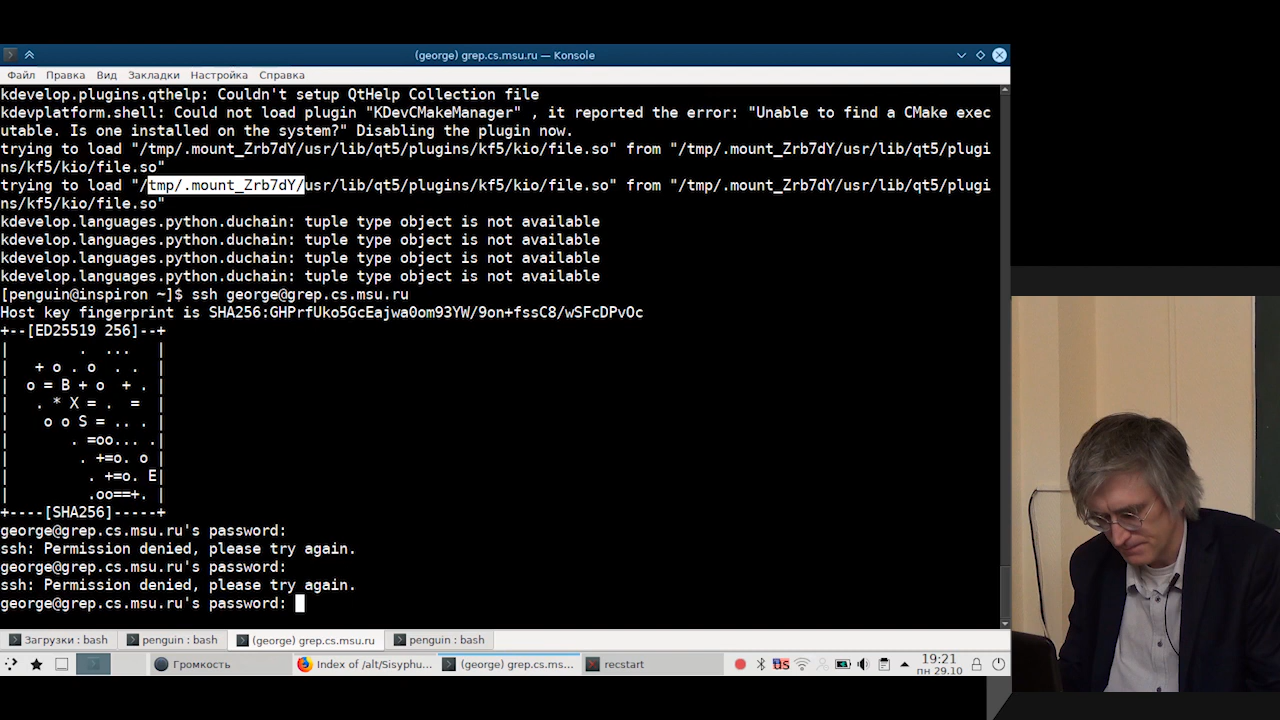 (george) grep.cs.msu.ru — Konsole
Файл Правка Вид Закладки Настройка Справка
kdevelop.plugins.qthelp: Couldn't setup QtHelp Collection file
kdevplatform.shell: Could not load plugin "KDevCMakeManager" , it reported the error: "Unable to find a CMake exec
utable. Is one installed on the system?" Disabling the plugin now.
trying to load "/tmp/.mount_Zrb7dY/usr/lib/qt5/plugins/kf5/kio/file.so" from "/tmp/.mount_Zrb7dY/usr/lib/qt5/plugi
ns/kf5/kio/file.so"
trying to load "/tmp/.mount_Zrb7dY/usr/lib/qt5/plugins/kf5/kio/file.so" from "/tmp/.mount_Zrb7dY/usr/lib/qt5/plugi
ns/kf5/kio/file.so"
kdevelop.languages.python.duchain: tuple type object is not available
kdevelop.languages.python.duchain: tuple type object is not available
kdevelop.languages.python.duchain: tuple type object is not available
kdevelop.languages.python.duchain: tuple type object is not available
[penguin@inspiron ~]$ ssh george@grep.cs.msu.ru
Host key fingerprint is SHA256:GHPrfUko5GcEajwa0om93YW/9on+fssC8/wSFcDPvOc
+--[ED25519 256]--+
|        .  ...   |
|   + o . o  . .  |
|  o = B + o  + . |
|   . * X = .  =  |
|    o o S = .. . |
|       . =oo... .|
|        . +=o. o |
|         . +=o. E|
|         .oo==+. |
+----[SHA256]-----+
george@grep.cs.msu.ru's password:
ssh: Permission denied, please try again.
george@grep.cs.msu.ru's password:
ssh: Permission denied, please try again.
george@grep.cs.msu.ru's password:
Загрузки : bash penguin : bash (george) grep.cs.msu.ru penguin : bash
Громкость Index of /alt/Sisyphu... (george) grep.cs.ms... recstart US 19:21
пн 29.10